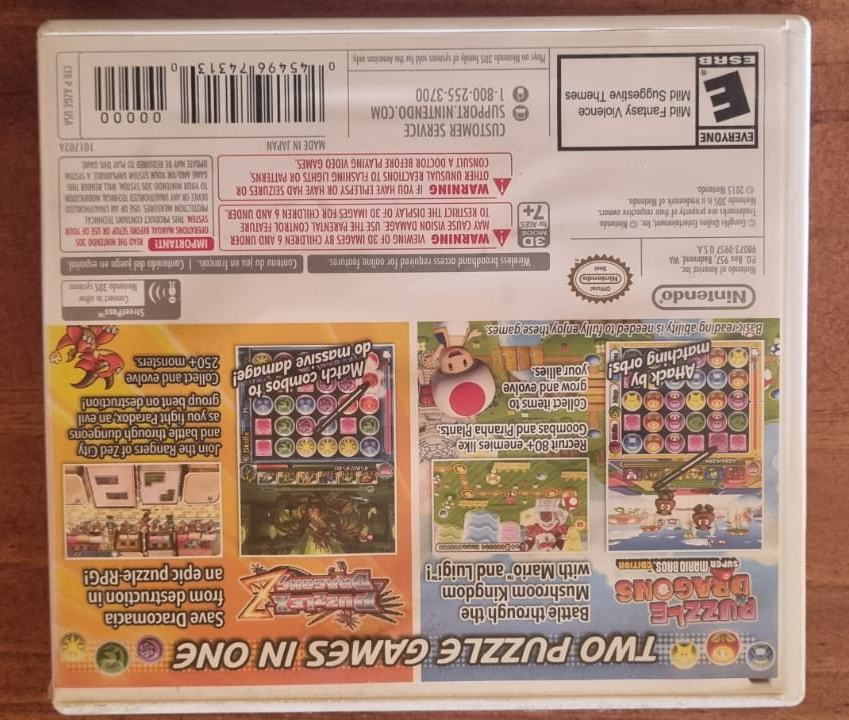 TWO PUZZLE GAMES IN ONE
PUZZLE
DRAGONS
SUPER MARIO BROS. EDITION
Battle through the
Mushroom Kingdom
with Mario™ and Luigi™!
Attack by
matching orbs!
Recruit 80+ enemies like
Goombas and Piranha Plants.
Collect items to
grow and evolve
your allies.
Basic reading ability is needed to fully enjoy these games.
PUZZLE
DRAGONS Z
Save Dracomacia
from destruction in
an epic puzzle-RPG!
Skills
Match combos to
do massive damage!
Join the Rangers of Zed City
and battle through dungeons
as you fight Paradox, an evil
group bent on destruction!
Collect and evolve
250+ monsters.
Nintendo
Official
Nintendo
Seal
StreetPass™
Connect to other
Nintendo 3DS systems
Nintendo of America Inc.
P.O. Box 957, Redmond, WA
98073-0957 U.S.A.
Wireless broadband access required for online features.
Contenu du jeu en français. | Contenido del juego en español.
© GungHo Online Entertainment, Inc., © Nintendo.
Trademarks are property of their respective owners.
Nintendo 3DS is a trademark of Nintendo.
© 2015 Nintendo.
3D
MODE
for AGES
7+
WARNING VIEWING OF 3D IMAGES BY CHILDREN 6 AND UNDER
MAY CAUSE VISION DAMAGE. USE THE PARENTAL CONTROL FEATURE
TO RESTRICT THE DISPLAY OF 3D IMAGES FOR CHILDREN 6 AND UNDER.
WARNING IF YOU HAVE EPILEPSY OR HAVE HAD SEIZURES OR
OTHER UNUSUAL REACTIONS TO FLASHING LIGHTS OR PATTERNS,
CONSULT A DOCTOR BEFORE PLAYING VIDEO GAMES.
IMPORTANT! READ THE NINTENDO 3DS
OPERATIONS MANUAL BEFORE SETUP OR USE OF YOUR
SYSTEM. THIS PRODUCT CONTAINS TECHNICAL
PROTECTION MEASURES. USE OF AN UNAUTHORIZED
DEVICE OR ANY UNAUTHORIZED TECHNICAL MODIFICATION
TO YOUR NINTENDO 3DS SYSTEM, WILL RENDER THIS
GAME AND/OR YOUR SYSTEM UNPLAYABLE. A SYSTEM
UPDATE MAY BE REQUIRED TO PLAY THIS GAME.
EVERYONE
E
ESRB
Mild Fantasy Violence
Mild Suggestive Themes
CUSTOMER SERVICE
SUPPORT.NINTENDO.COM
1-800-255-3700
Plays on Nintendo 3DS family systems sold for the Americas only.
MADE IN JAPAN
101702A
0 45496 74313 0
00000
CTR P AZGE USA